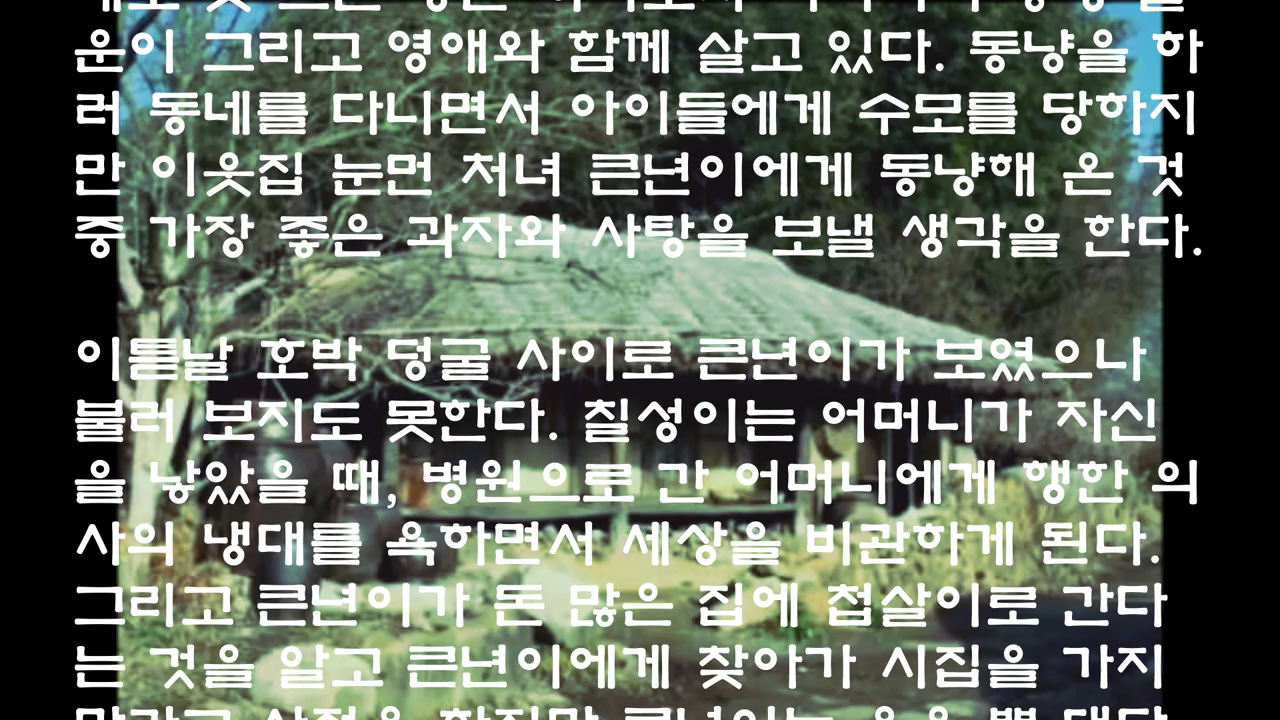 운이 그리고 영애와 함께 살고 있다. 동냥을 하
러 동네를 다니면서 아이들에게 수모를 당하지
만 이웃집 눈먼 처녀 큰년이에게 동냥해 온 것
중 가장 좋은 과자와 사탕을 보낼 생각을 한다.
이튿날 호박 덩굴 사이로 큰년이가 보였으나
불러 보지도 못한다. 칠성이는 어머니가 자신
을 낳았을 때, 병원으로 간 어머니에게 행한 의
사의 냉대를 욕하면서 세상을 비관하게 된다.
그리고 큰년이가 돈 많은 집에 첩살이로 간다
는 것을 알고 큰년이에게 찾아가 시집을 가지